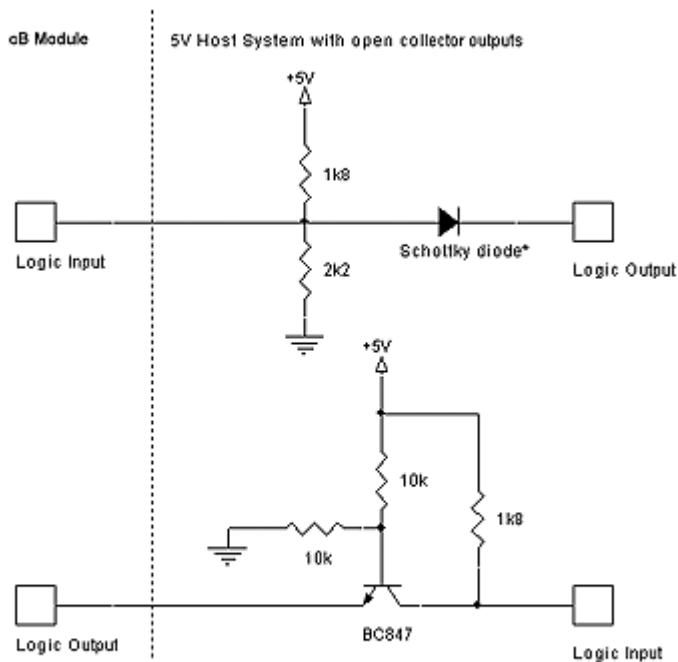 cB Module
5V Host System with open collector outputs
+5V
1k8
Logic Input
2k2
Schottky diode*
Logic Output
+5V
10k
1k8
10k
Logic Output
BC847
Logic Input